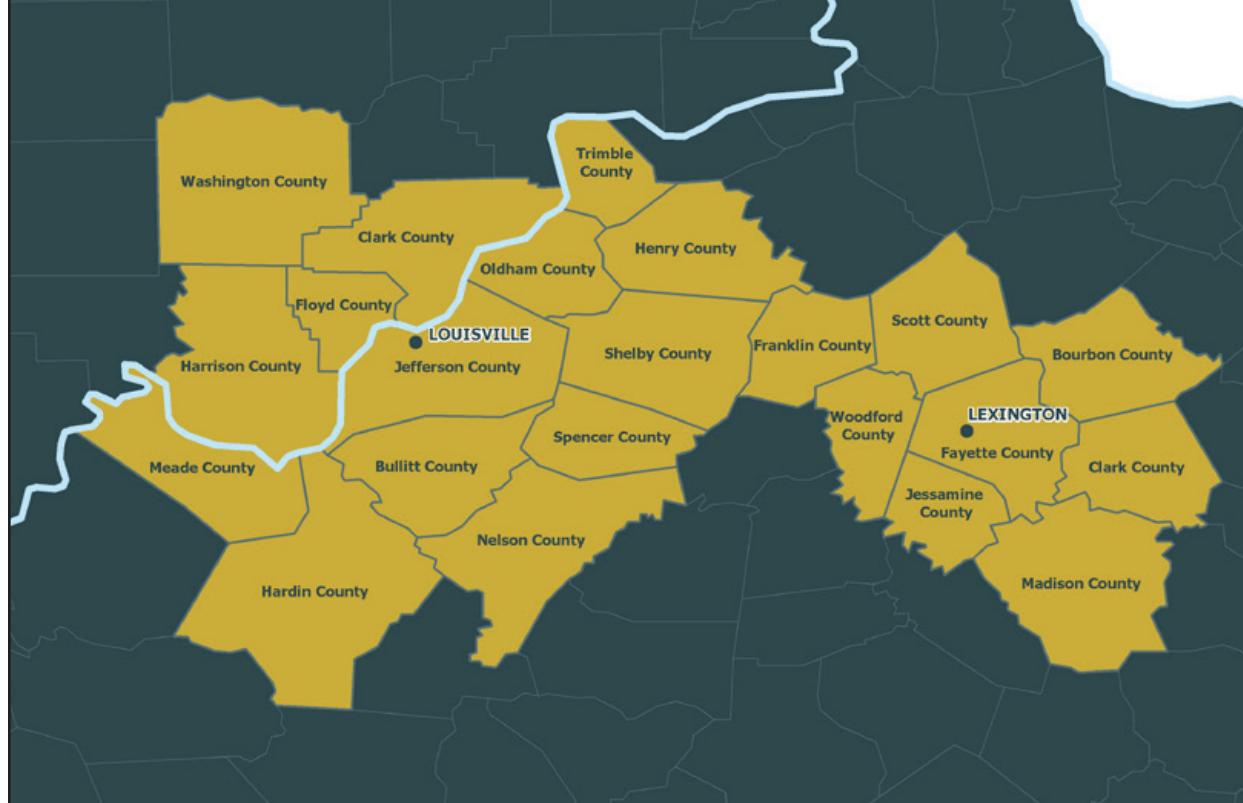 Trimble
County
Washington County
Clark County
Henry County
Oldham County
Floyd County
Scott County
LOUISVILLE
Franklin County
Shelby County
Bourbon County
Harrison County
Jefferson County
Woodford
County
LEXINGTON
Spencer County
Fayette County
Meade County
Bullitt County
Clark County
Jessamine
County
Nelson County
Hardin County
Madison County